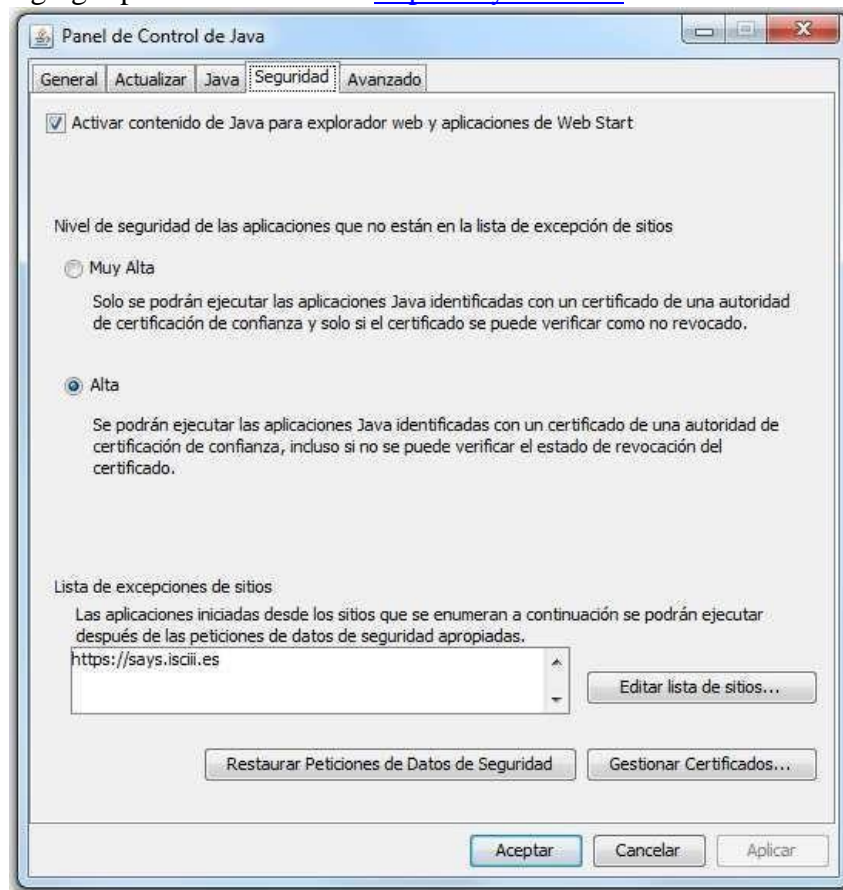 Panel de Control de Java
General Actualizar Java Seguridad Avanzado
Activar contenido de Java para explorador web y aplicaciones de Web Start
Nivel de seguridad de las aplicaciones que no están en la lista de excepción de sitios
Muy Alta
Solo se podrán ejecutar las aplicaciones Java identificadas con un certificado de una autoridad
de certificación de confianza y solo si el certificado se puede verificar como no revocado.
Alta
Se podrán ejecutar las aplicaciones Java identificadas con un certificado de una autoridad de
certificación de confianza, incluso si no se puede verificar el estado de revocación del
certificado.
Lista de excepciones de sitios
Las aplicaciones iniciadas desde los sitios que se enumeran a continuación se podrán ejecutar
después de las peticiones de datos de seguridad apropiadas.
https://says.isciii.es
Editar lista de sitios...
Restaurar Peticiones de Datos de Seguridad Gestionar Certificados...
Aceptar Cancelar Aplicar